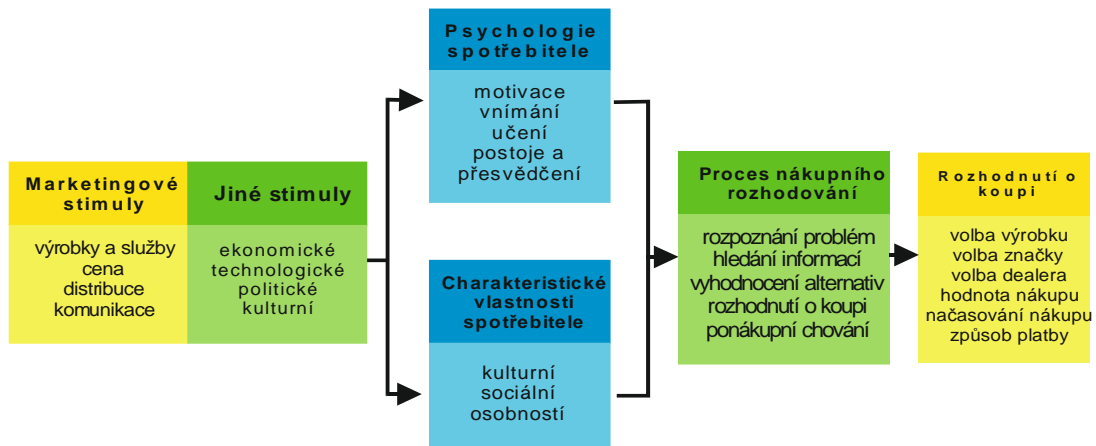 Marketingové
stimuly
výrobky a služby
cena
distribuce
komunikace
Jiné stimuly
ekonomické
technologické
politické
kulturní
Psychologie
spotřebitele
motivace
vnímání
učení
postoje a
přesvědčení
Charakteristické
vlastnosti
spotřebitele
kulturní
sociální
osobností
Proces nákupního
rozhodování
rozpoznání problém
hledání informací
vyhodnocení alternativ
rozhodnutí o koupi
ponákupní chování
Rozhodnutí o
koupi
volba výrobku
volba značky
volba dealera
hodnota nákupu
načasování nákupu
způsob platby